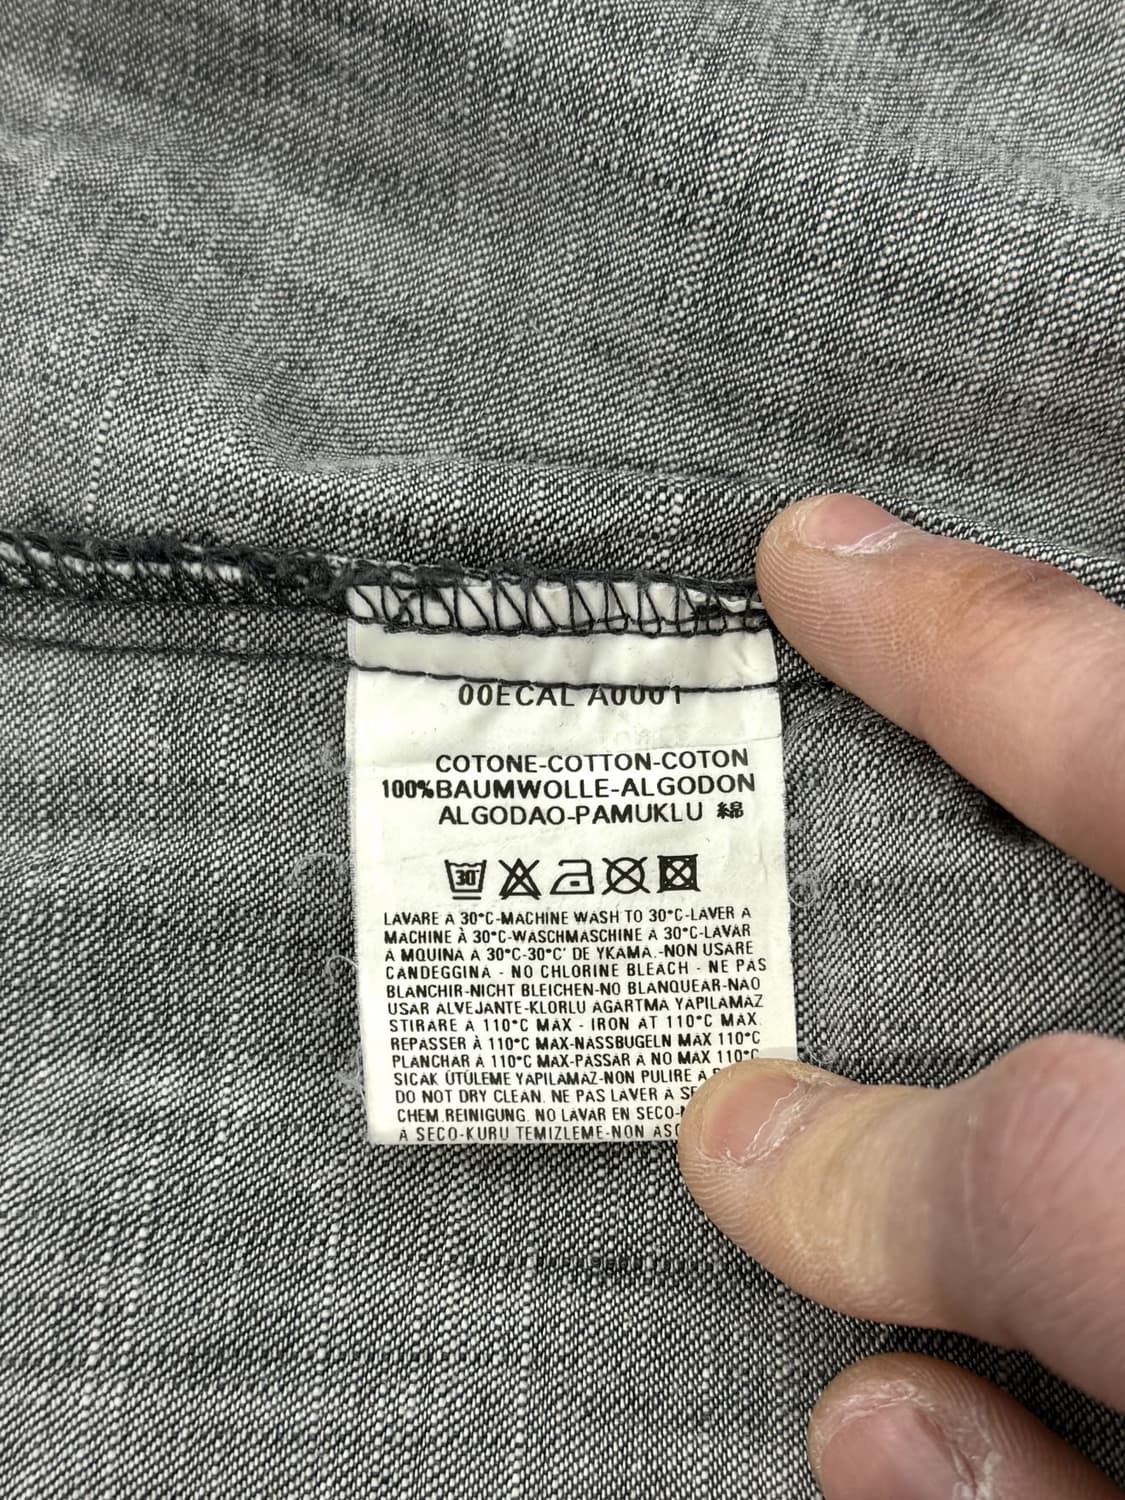 00ECAL A0001
COTONE-COTTON-COTON
100%BAUMWOLLE-ALGODON
ALGODAO-PAMUKLU 綿
30°
LAVARE A 30°C-MACHINE WASH TO 30°C-LAVER A
MACHINE À 30°C-WASCHMASCHINE A 30°C-LAVAR
A MQUINA A 30°C-30°C' DE YKAMA.-NON USARE
CANDEGGINA - NO CHLORINE BLEACH - NE PAS
BLANCHIR-NICHT BLEICHEN-NO BLANQUEAR-NAO
USAR ALVEJANTE-KLORLU AGARTMA YAPILAMAZ
STIRARE A 110°C MAX - IRON AT 110°C MAX.
REPASSER À 110°C MAX-NASSBUGELN MAX 110°C
PLANCHAR A 110°C MAX-PASSAR A NO MAX 110°C
SICAK ÜTÜLEME YAPILAMAZ-NON PULIRE A
DO NOT DRY CLEAN. NE PAS LAVER À
CHEM.REINIGUNG. NO LAVAR EN SECO-
A SECO-KURU TEMIZLEME-NON